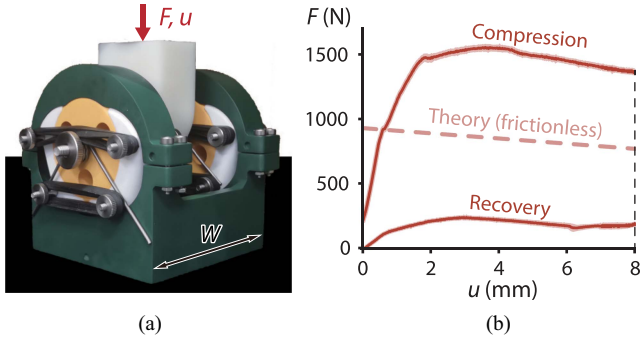 F, u
W
(a)
F (N)
1500
1000
500
0
0
2
4
6
8
u (mm)
Compression
Theory (frictionless)
Recovery
(b)